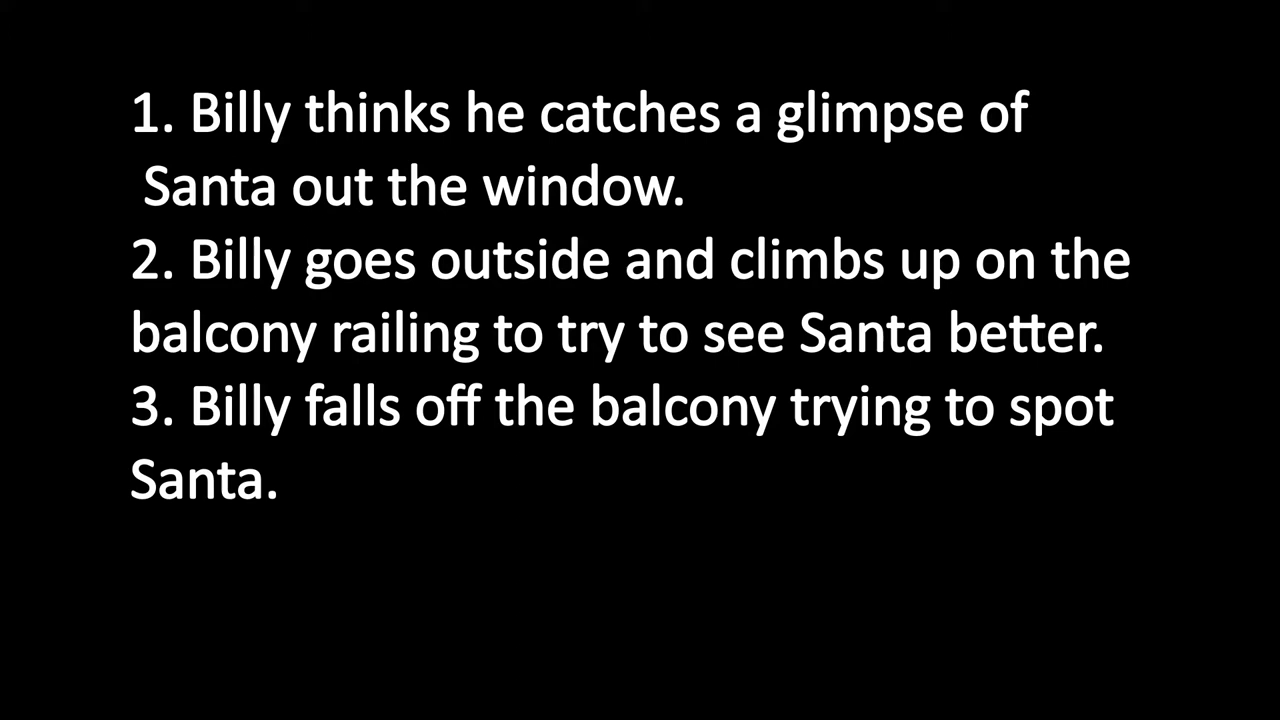 1. Billy thinks he catches a glimpse of
Santa out the window.
2. Billy goes outside and climbs up on the
balcony railing to try to see Santa better.
3. Billy falls off the balcony trying to spot
Santa.